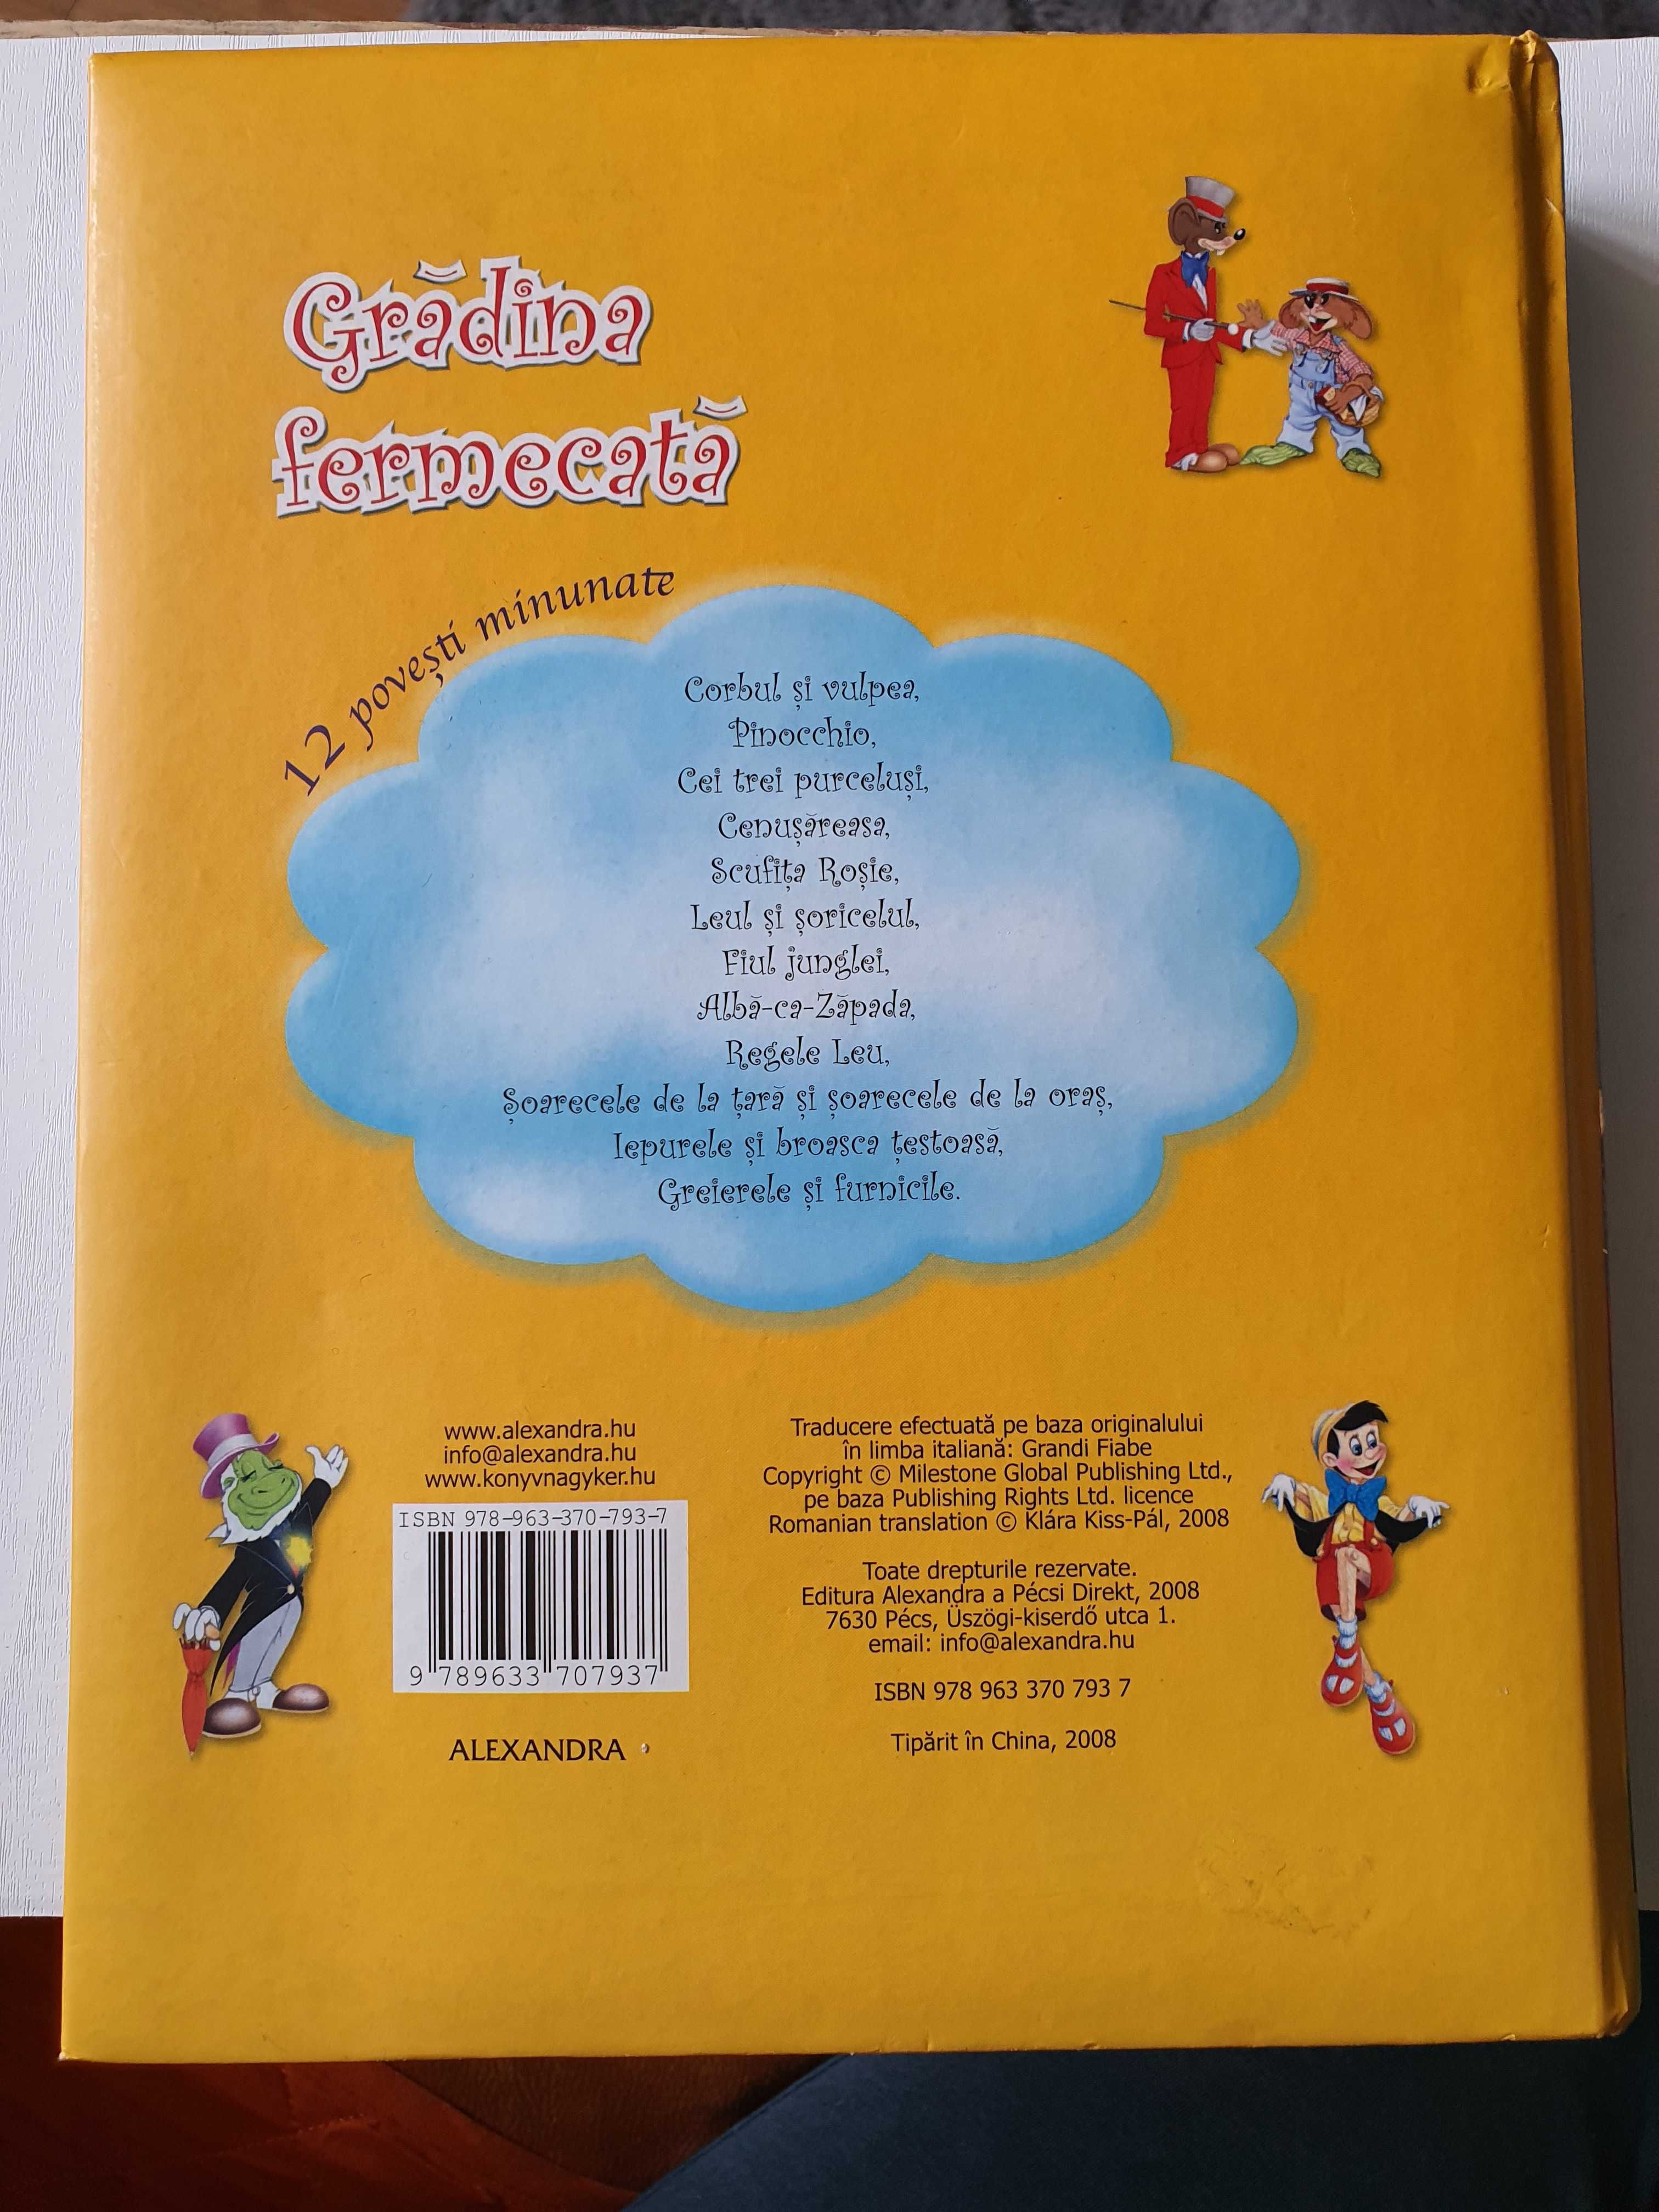 Grădina
fermecată
12 povești minunate
Corbul și vulpea,
Pinocchio,
Cei trei purceluși,
Cenușăreasa,
Scufița Roșie,
Leul și șoricelul,
Fiul junglei,
Albă-ca-Zăpada,
Regele Leu,
Șoarecele de la țară și șoarecele de la oraș,
Iepurele și broasca țestoasă,
Greierele și furnicile.
www.alexandra.hu
info@alexandra.hu
www.konyvnagyker.hu
ISBN 978-963-370-793-7
9 789633 707937
ALEXANDRA
Traducere efectuată pe baza originalului
în limba italiană: Grandi Fiabe
Copyright © Milestone Global Publishing Ltd.,
pe baza Publishing Rights Ltd. licence
Romanian translation © Klára Kiss-Pál, 2008
Toate drepturile rezervate.
Editura Alexandra a Pécsi Direkt, 2008
7630 Pécs, Üszögi-kiserdő utca 1.
email: info@alexandra.hu
ISBN 978 963 370 793 7
Tipărit în China, 2008